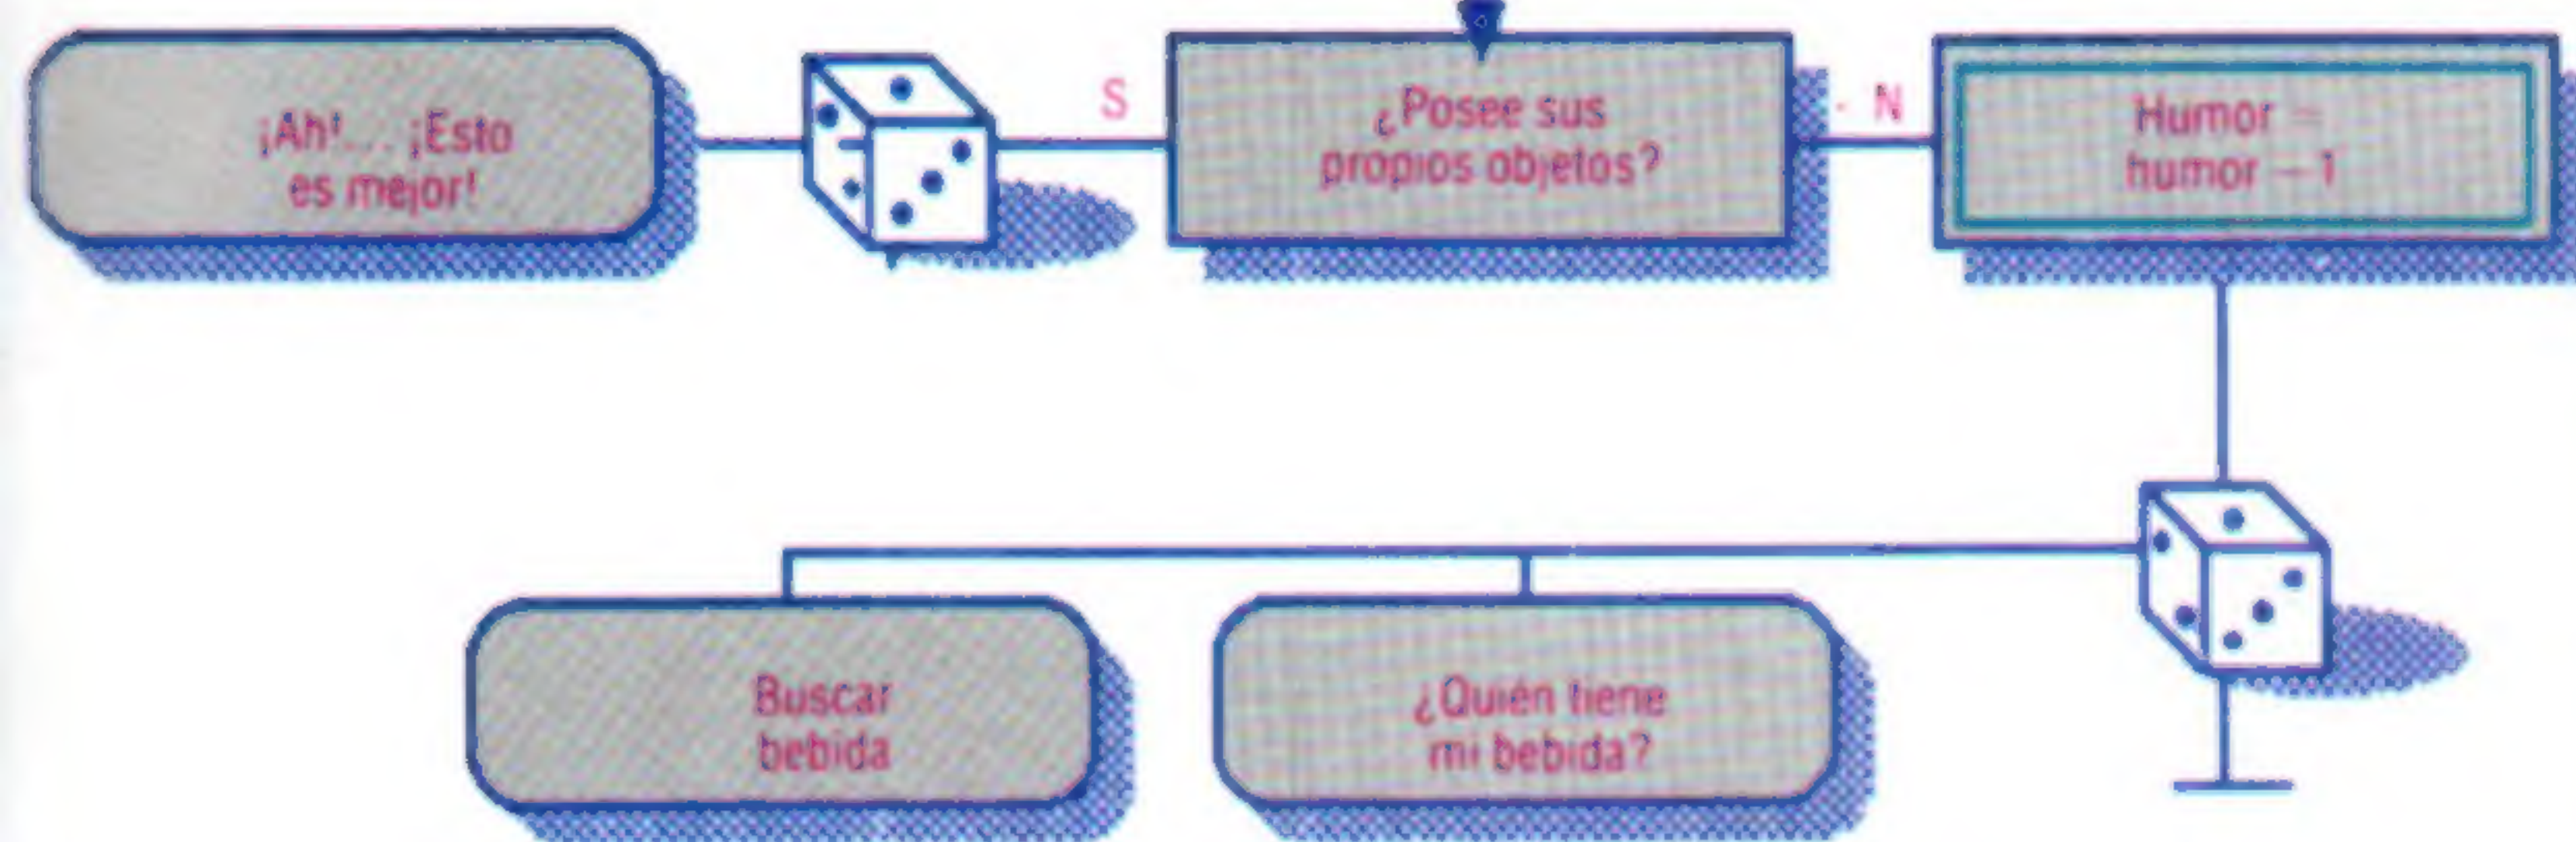 ¡Ah!... ¡Esto
es mejor!
S
¿Posee sus
propios objetos?
N
Humor =
humor – 1
Buscar
bebida
¿Quién tiene
mi bebida?